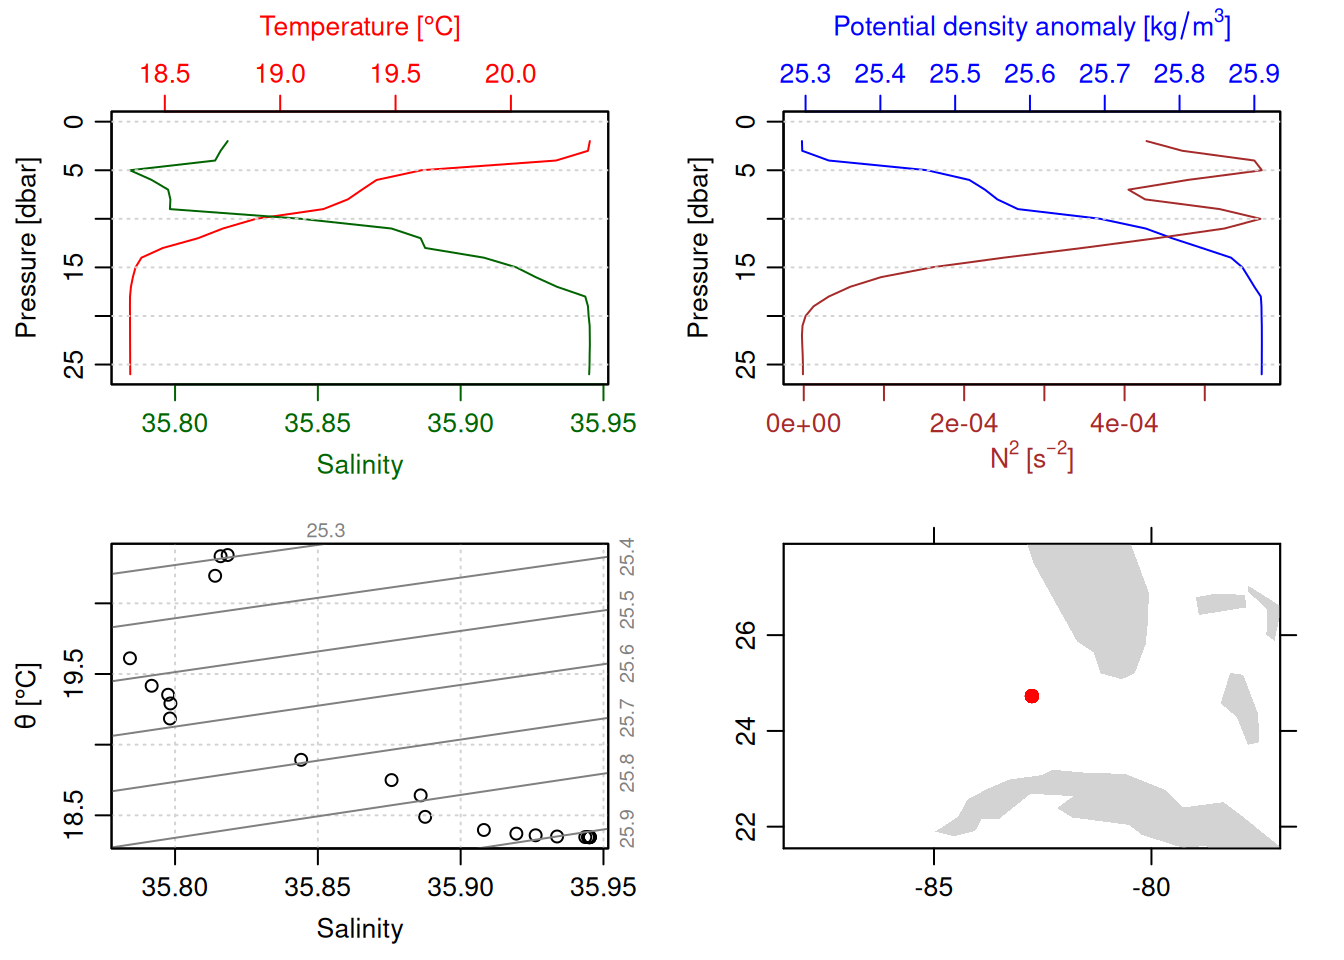 Temperature [°C]
18.5 19.0 19.5 20.0
Pressure [dbar]
0 5 15 25
35.80 35.85 35.90 35.95
Salinity
Potential density anomaly [kg/m³]
25.3 25.4 25.5 25.6 25.7 25.8 25.9
Pressure [dbar]
0 5 15 25
0e+00 2e-04 4e-04
N² [s⁻²]
25.3
θ [°C]
19.5
18.5
25.4
25.5
25.6
25.7
25.8
25.9
35.80 35.85 35.90 35.95
Salinity
26
24
22
-85 -80